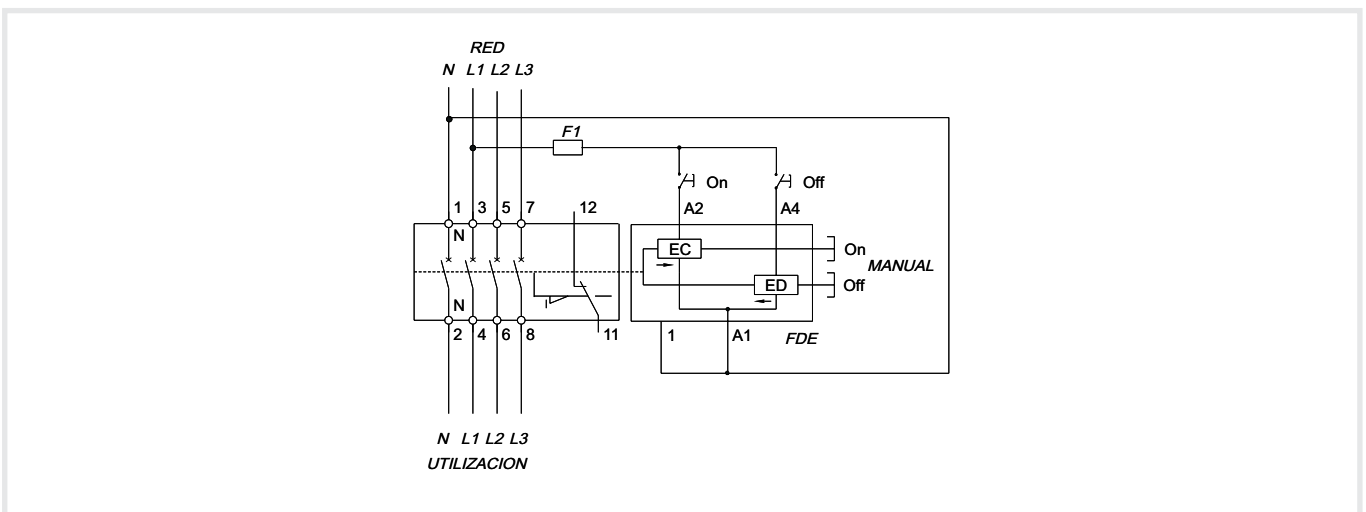 RED
N L1 L2 L3
F1
On
Off
A2
A4
1 3 5 7
12
N
EC
On
MANUAL
ED
Off
N
2 4 6 8
11
1
A1
FDE
N L1 L2 L3
UTILIZACION